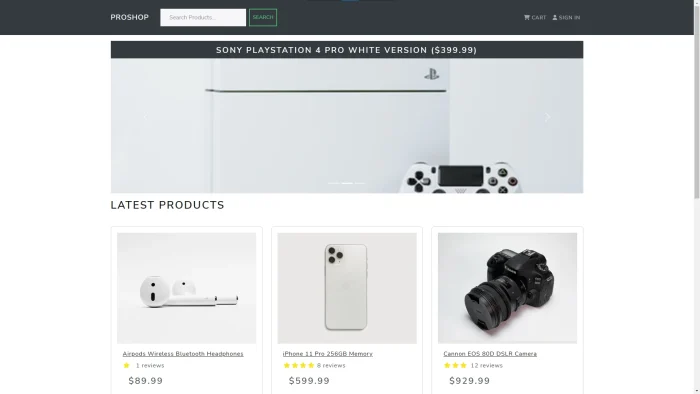 PROSHOP
Search Products...
SEARCH
CART
SIGN IN
SONY PLAYSTATION 4 PRO WHITE VERSION ($399.99)
LATEST PRODUCTS
Airpods Wireless Bluetooth Headphones
1 reviews
$89.99
iPhone 11 Pro 256GB Memory
8 reviews
$599.99
Cannon EOS 80D DSLR Camera
12 reviews
$929.99